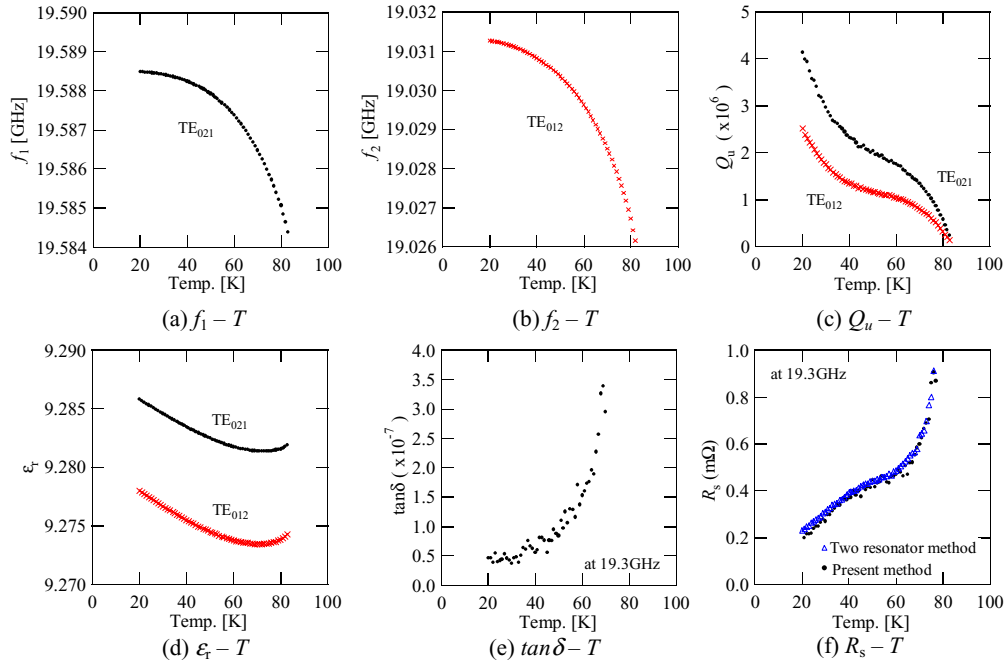 19.589
19.588
19.587
19.586
19.585
19.584
f1 [GHz]
TE021
0 20 40 60 80 100
Temp. [K]
(a) f1 – T
19.032
19.031
19.030
19.029
19.028
19.027
19.026
f2 [GHz]
TE012
0 20 40 60 80 100
Temp. [K]
(b) f2 – T
6
5
4
3
2
1
0
Qu ( x10^6)
TE021
TE012
0 20 40 60 80 100
Temp. [K]
(c) Qu – T
9.290
9.285
9.280
9.275
9.270
εr
TE021
TE012
0 20 40 60 80 100
Temp. [K]
(d) εr – T
4.0
3.5
3.0
2.5
2.0
1.5
1.0
0.5
0.0
tanδ ( x10^-7)
at 19.3GHz
0 20 40 60 80 100
Temp. [K]
(e) tanδ – T
1.0
0.8
0.6
0.4
0.2
0.0
Rs (mΩ)
at 19.3GHz
Two resonator method
Present method
0 20 40 60 80 100
Temp. [K]
(f) Rs – T